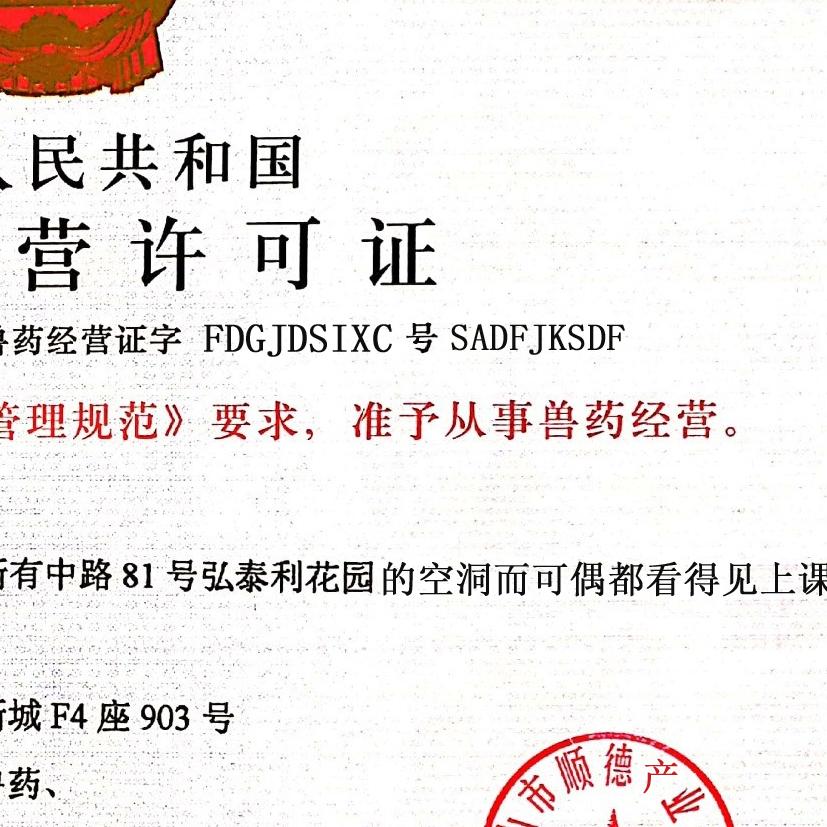 人民共和国
营许可证
兽药经营证字 FDGJDSIXC 号 SADFJKSDF
管理规范》要求，准予从事兽药经营。
有中路 81 号弘泰利花园的空洞而可偶都看得见上课
城 F4 座 903 号
药、
市顺德产业